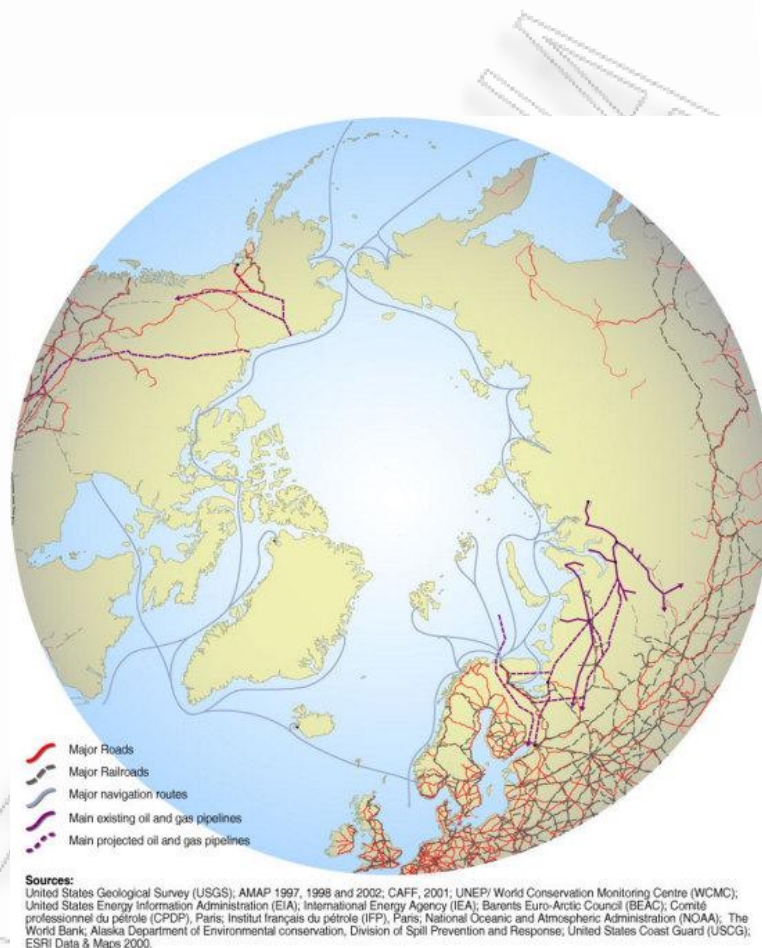 Major Roads
Major Railroads
Major navigation routes
Main existing oil and gas pipelines
Main projected oil and gas pipelines
Sources:
United States Geological Survey (USGS); AMAP 1997, 1998 and 2002; CAFF, 2001; UNEP/ World Conservation Monitoring Centre (WCMC);
United States Energy Information Administration (EIA); International Energy Agency (IEA); Barents Euro-Arctic Council (BEAC); Comité
professionnel du pétrole (CPDP), Paris; Institut français du pétrole (IFP), Paris; National Oceanic and Atmospheric Administration (NOAA); The
World Bank; Alaska Department of Environmental conservation, Division of Spill Prevention and Response; United States Coast Guard (USCG);
ESRI Data & Maps 2000.